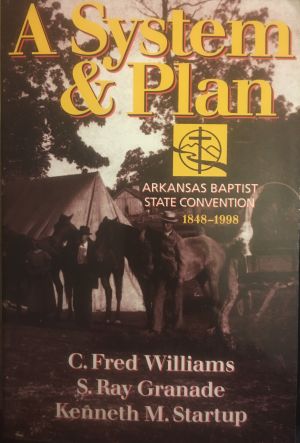 A System
& Plan
ARKANSAS BAPTIST
STATE CONVENTION
1848–1998
C. Fred Williams
S. Ray Granade
Kenneth M. Startup